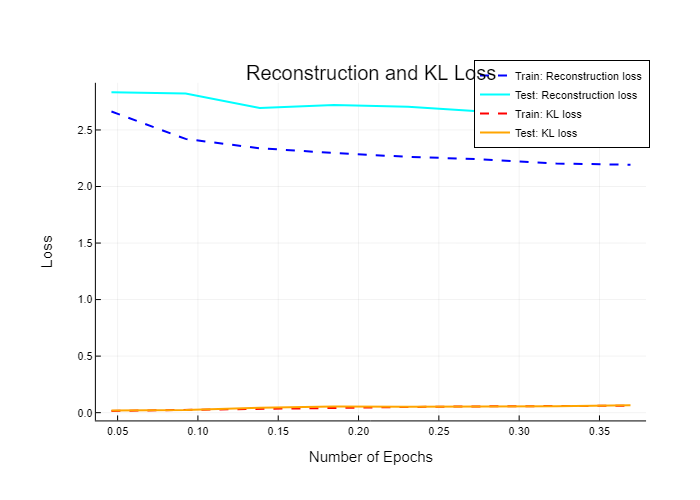 Reconstruction and KL Loss
Train: Reconstruction loss
Test: Reconstruction loss
Train: KL loss
Test: KL loss
2.5
2.0
1.5
1.0
0.5
0.0
Loss
0.05 0.10 0.15 0.20 0.25 0.30 0.35
Number of Epochs